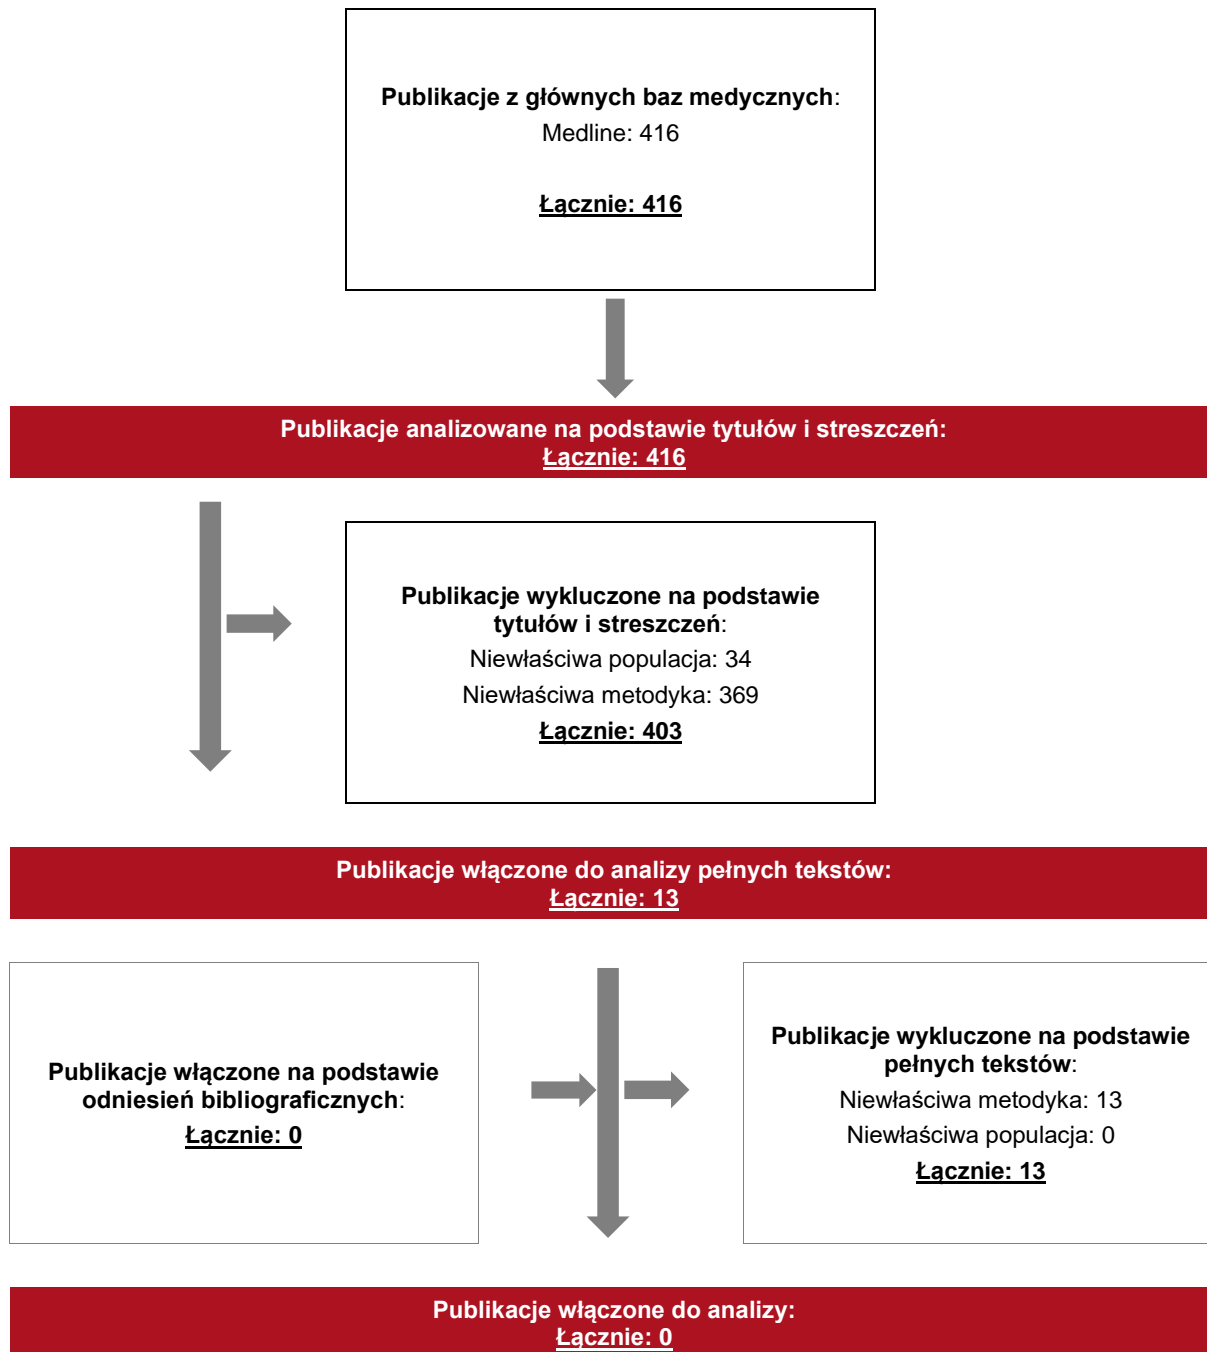 Publikacje z głównych baz medycznych:
Medline: 416
Łącznie: 416
Publikacje analizowane na podstawie tytułów i streszczeń:
Łącznie: 416
Publikacje wykluczone na podstawie
tytułów i streszczeń:
Niewłaściwa populacja: 34
Niewłaściwa metodyka: 369
Łącznie: 403
Publikacje włączone do analizy pełnych tekstów:
Łącznie: 13
Publikacje włączone na podstawie
odniesień bibliograficznych:
Łącznie: 0
Publikacje wykluczone na podstawie
pełnych tekstów:
Niewłaściwa metodyka: 13
Niewłaściwa populacja: 0
Łącznie: 13
Publikacje włączone do analizy:
Łącznie: 0